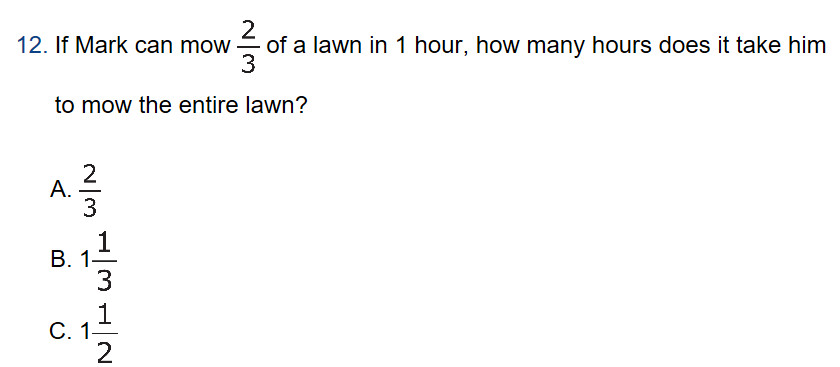 12. If Mark can mow 2/3 of a lawn in 1 hour, how many hours does it take him
to mow the entire lawn?
A. 2/3
B. 1 1/3
C. 1 1/2